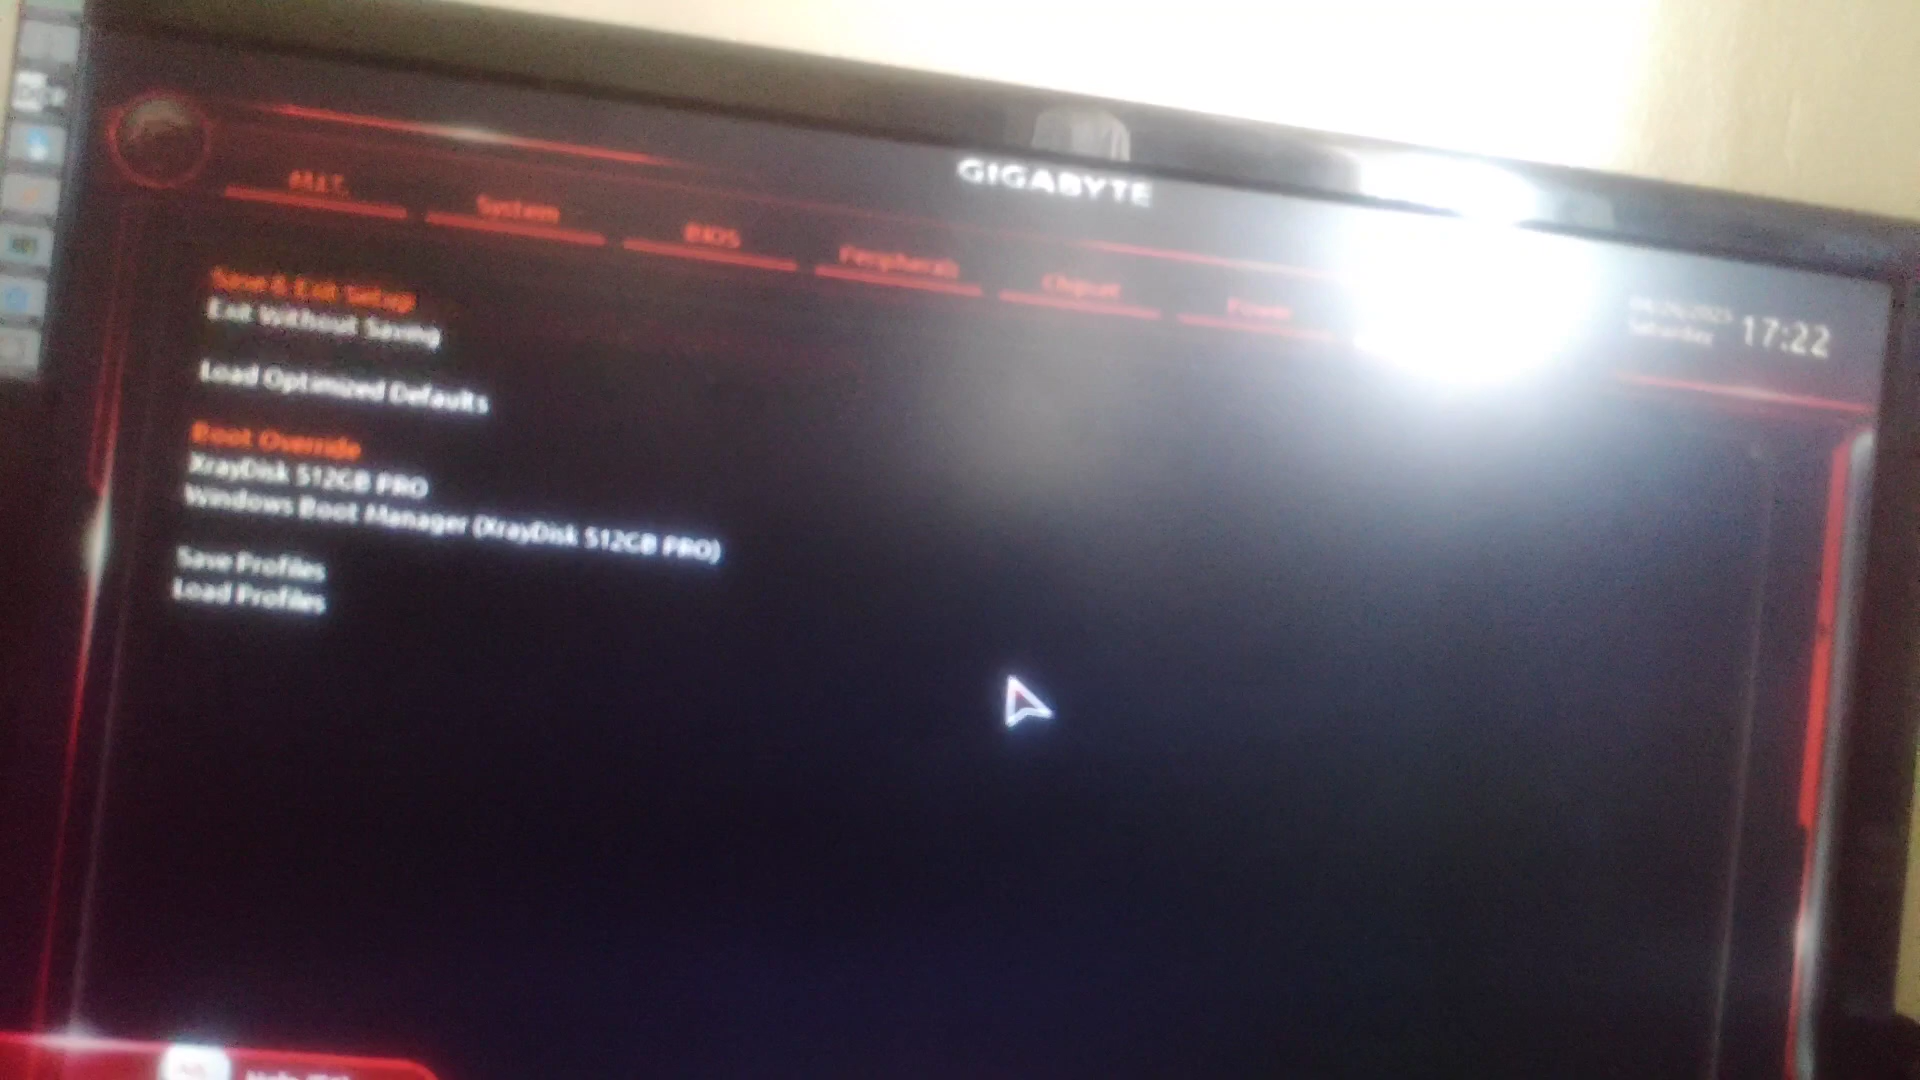 GIGABYTE
M.I.T.
System
BIOS
Peripherals
Chipset
Power
Saturday
17:22
Save & Exit Setup
Exit Without Saving
Load Optimized Defaults
Boot Override
XrayDisk 512GB PRO
Windows Boot Manager (XrayDisk 512GB PRO)
Save Profiles
Load Profiles